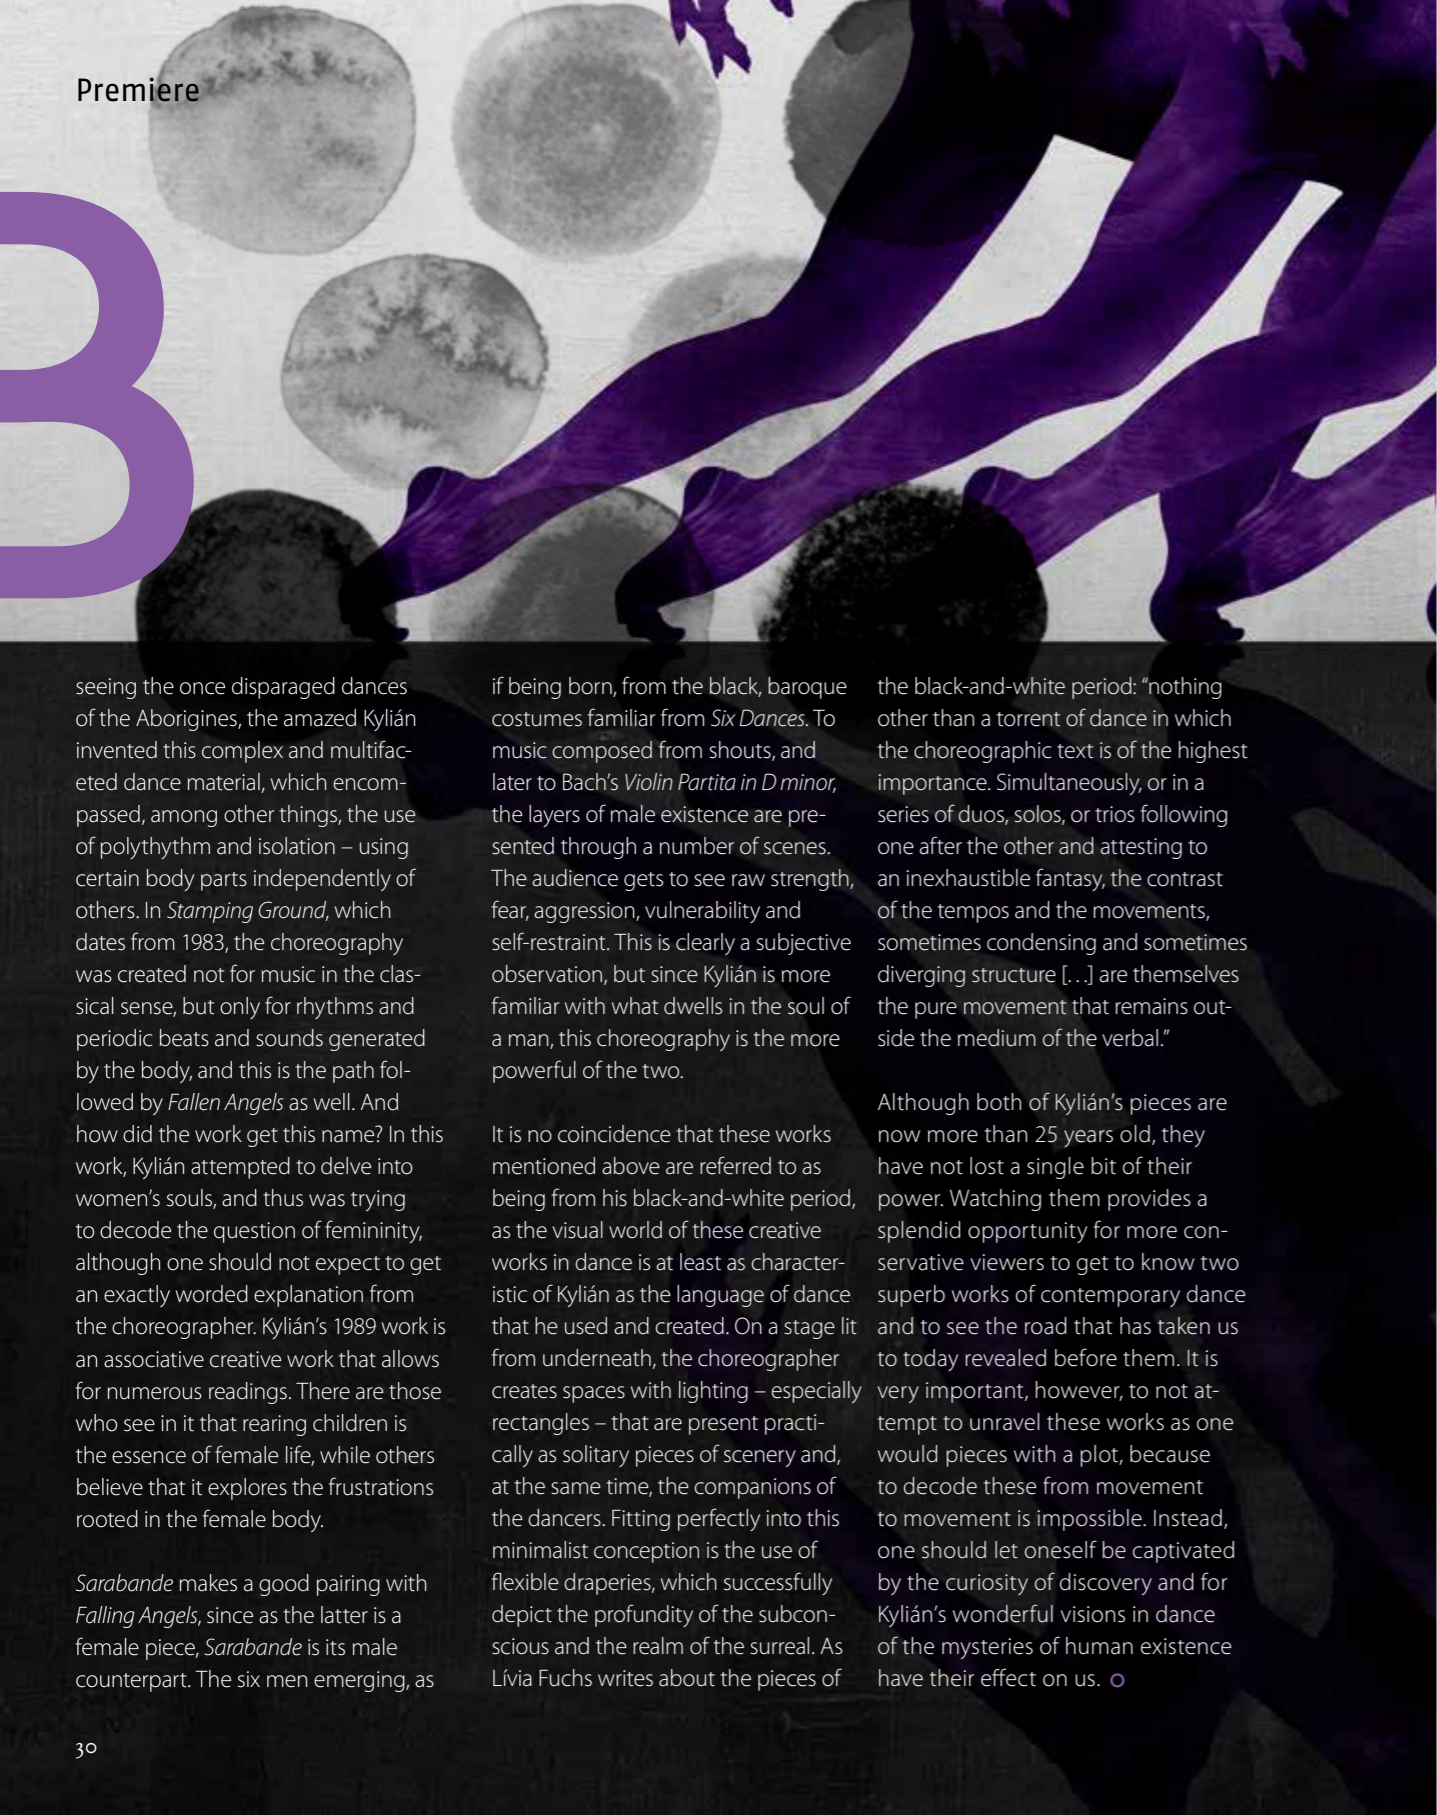 Premiere
B
seeing the once disparaged dances
of the Aborigines, the amazed Kylián
invented this complex and multifac-
eted dance material, which encom-
passed, among other things, the use
of polythythm and isolation – using
certain body parts independently of
others. In Stamping Ground, which
dates from 1983, the choreography
was created not for music in the clas-
sical sense, but only for rhythms and
periodic beats and sounds generated
by the body, and this is the path fol-
lowed by Fallen Angels as well. And
how did the work get this name? In this
work, Kylián attempted to delve into
women's souls, and thus was trying
to decode the question of femininity,
although one should not expect to get
an exactly worded explanation from
the choreographer. Kylián's 1989 work is
an associative creative work that allows
for numerous readings. There are those
who see in it that rearing children is
the essence of female life, while others
believe that it explores the frustrations
rooted in the female body.
Sarabande makes a good pairing with
Falling Angels, since as the latter is a
female piece, Sarabande is its male
counterpart. The six men emerging, as
if being born, from the black, baroque
costumes familiar from Six Dances. To
music composed from shouts, and
later to Bach's Violin Partita in D minor,
the layers of male existence are pre-
sented through a number of scenes.
The audience gets to see raw strength,
fear, aggression, vulnerability and
self-restraint. This is clearly a subjective
observation, but since Kylián is more
familiar with what dwells in the soul of
a man, this choreography is the more
powerful of the two.
It is no coincidence that these works
mentioned above are referred to as
being from his black-and-white period,
as the visual world of these creative
works in dance is at least as character-
istic of Kylián as the language of dance
that he used and created. On a stage lit
from underneath, the choreographer
creates spaces with lighting – especially
rectangles – that are present practi-
cally as solitary pieces of scenery and,
at the same time, the companions of
the dancers. Fitting perfectly into this
minimalist conception is the use of
flexible draperies, which successfully
depict the profundity of the subcon-
scious and the realm of the surreal. As
Lívia Fuchs writes about the pieces of
the black-and-white period: “nothing
other than a torrent of dance in which
the choreographic text is of the highest
importance. Simultaneously, or in a
series of duos, solos, or trios following
one after the other and attesting to
an inexhaustible fantasy, the contrast
of the tempos and the movements,
sometimes condensing and sometimes
diverging structure […] are themselves
the pure movement that remains out-
side the medium of the verbal.”
Although both of Kylián's pieces are
now more than 25 years old, they
have not lost a single bit of their
power. Watching them provides a
splendid opportunity for more con-
servative viewers to get to know two
superb works of contemporary dance
and to see the road that has taken us
to today revealed before them. It is
very important, however, to not at-
tempt to unravel these works as one
would pieces with a plot, because
to decode these from movement
to movement is impossible. Instead,
one should let oneself be captivated
by the curiosity of discovery and for
Kylián's wonderful visions in dance
of the mysteries of human existence
have their effect on us.
30